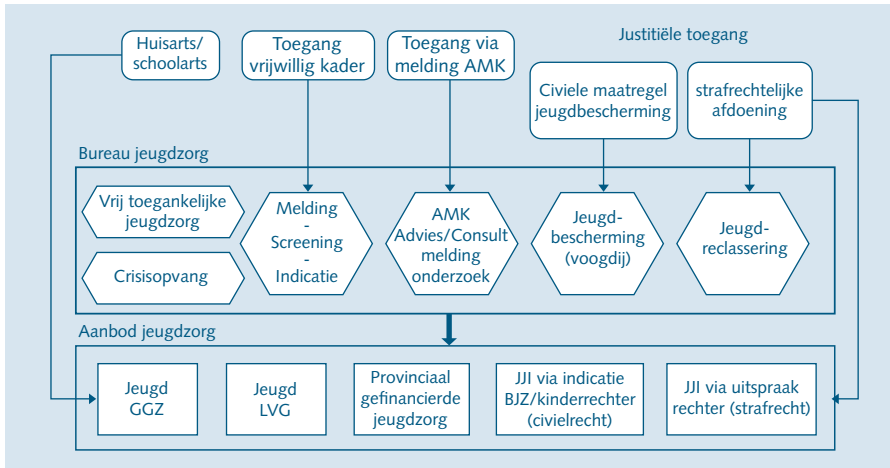 Justitiële toegang
Huisarts/
schoolarts
Toegang
vrijwillig kader
Toegang via
melding AMK
Civiele maatregel
jeugdbescherming
strafrechtelijke
afdoening
Bureau jeugdzorg
Vrij toegankelijke
jeugdzorg
Crisisopvang
Melding
-
Screening
-
Indicatie
AMK
Advies/Consult
melding
onderzoek
Jeugd-
bescherming
(voogdij)
Jeugd-
reclassering
Aanbod jeugdzorg
Jeugd
GGZ
Jeugd
LVG
Provinciaal
gefinancierde
jeugdzorg
JJI via indicatie
BJZ/kinderrechter
(civielrecht)
JJI via uitspraak
rechter (strafrecht)